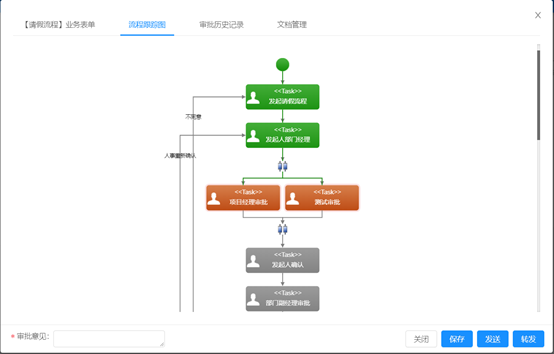 【请假流程】业务表单 流程跟踪图 审批历史记录 文档管理
<<Task>>
发起请假流程
不同意
<<Task>>
发起人部门经理
人事重新确认
<<Task>> <<Task>>
项目经理审批 测试审批
<<Task>>
发起人确认
<<Task>>
部门副经理审批
* 审批意见： 关闭 保存 发送 转发